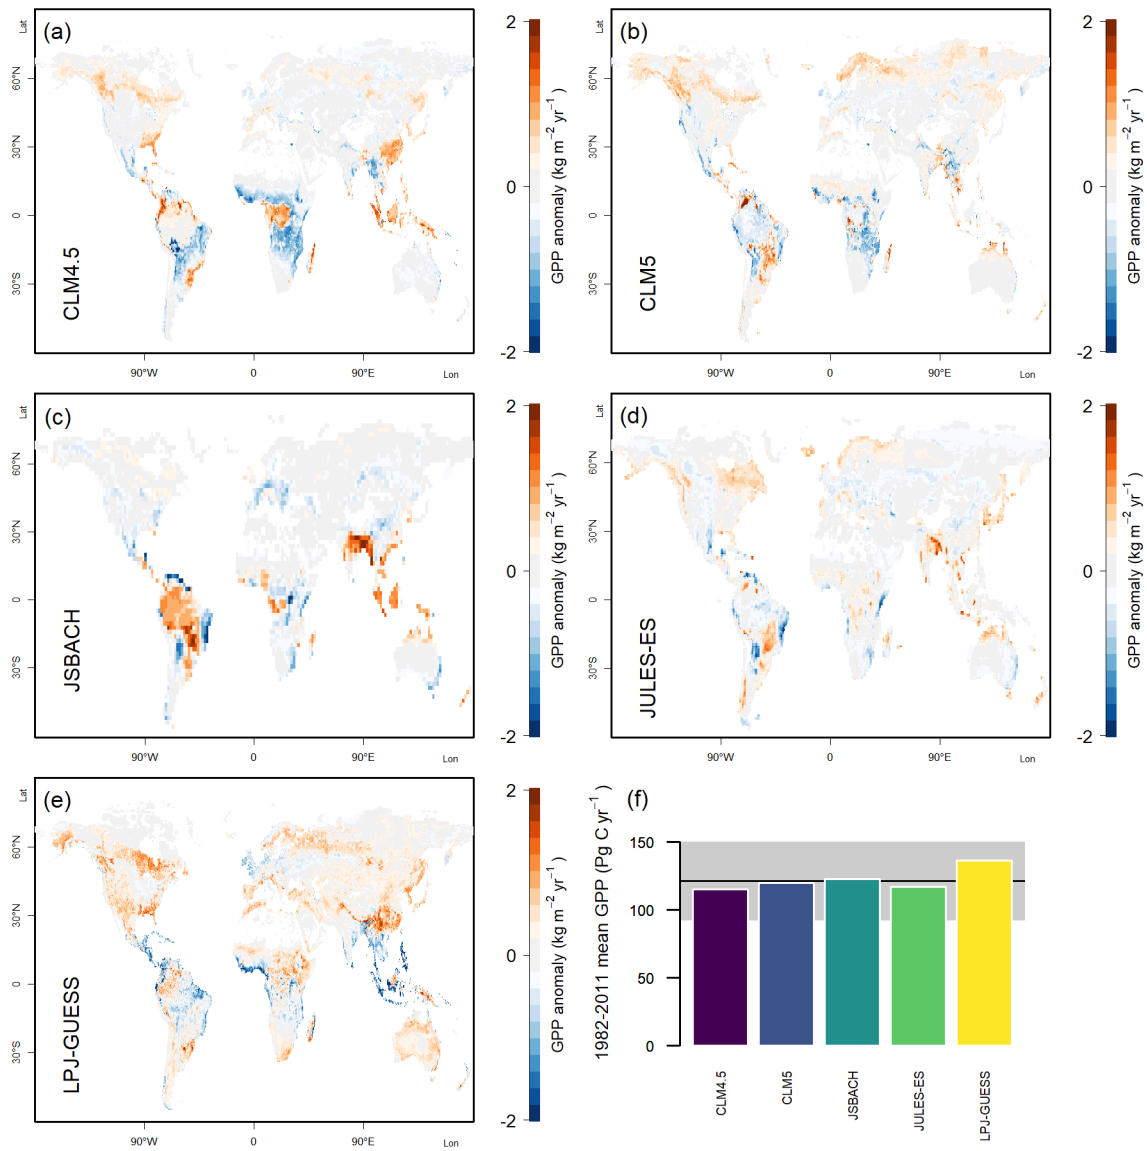 (a)
Lat
60°N
30°N
0
30°S
CLM4.5
90°W
0
90°E
Lon
2
0
-2
GPP anomaly (kg m⁻² yr⁻¹ )
(b)
Lat
60°N
30°N
0
30°S
CLM5
90°W
0
90°E
Lon
2
0
-2
GPP anomaly (kg m⁻² yr⁻¹ )
(c)
Lat
60°N
30°N
0
30°S
JSBACH
90°W
0
90°E
Lon
2
0
-2
GPP anomaly (kg m⁻² yr⁻¹ )
(d)
Lat
60°N
30°N
0
30°S
JULES-ES
90°W
0
90°E
Lon
2
0
-2
GPP anomaly (kg m⁻² yr⁻¹ )
(e)
Lat
60°N
30°N
0
30°S
LPJ-GUESS
90°W
0
90°E
Lon
2
0
-2
GPP anomaly (kg m⁻² yr⁻¹ )
(f)
1982-2011 mean GPP (Pg C yr⁻¹ )
150
100
50
0
CLM4.5
CLM5
JSBACH
JULES-ES
LPJ-GUESS